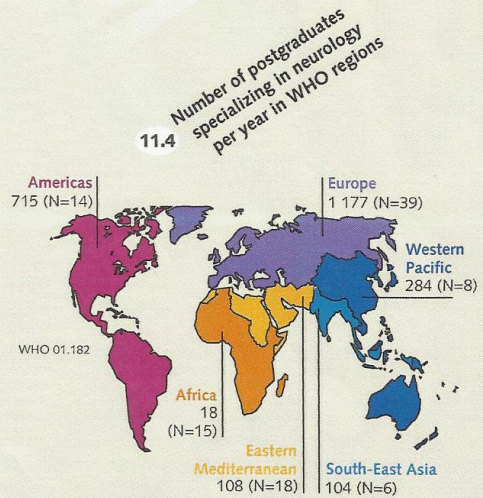 Number of postgraduates
specializing in neurology
per year in WHO regions
11.4
Americas
715 (N=14)
Europe
1 177 (N=39)
Western
Pacific
284 (N=8)
WHO 01.182
Africa
18
(N=15)
Eastern
Mediterranean
108 (N=18)
South-East Asia
104 (N=6)